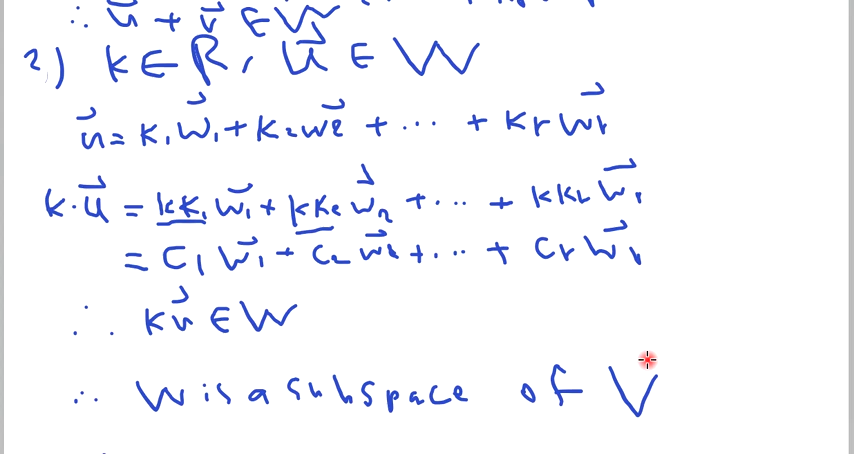 ∴ u⃗ + v⃗ ∈ W
2) k ∈ R, u⃗ ∈ W
u⃗ = k₁w⃗₁ + k₂w⃗₂ + ... + kᵣw⃗ᵣ
k·u⃗ = kk₁w⃗₁ + kk₂w⃗₂ + ... + kkᵣw⃗ᵣ
= c₁w⃗₁ + c₂w⃗₂ + ... + cᵣw⃗ᵣ
∴ ku⃗ ∈ W
∴ W is a subspace of V